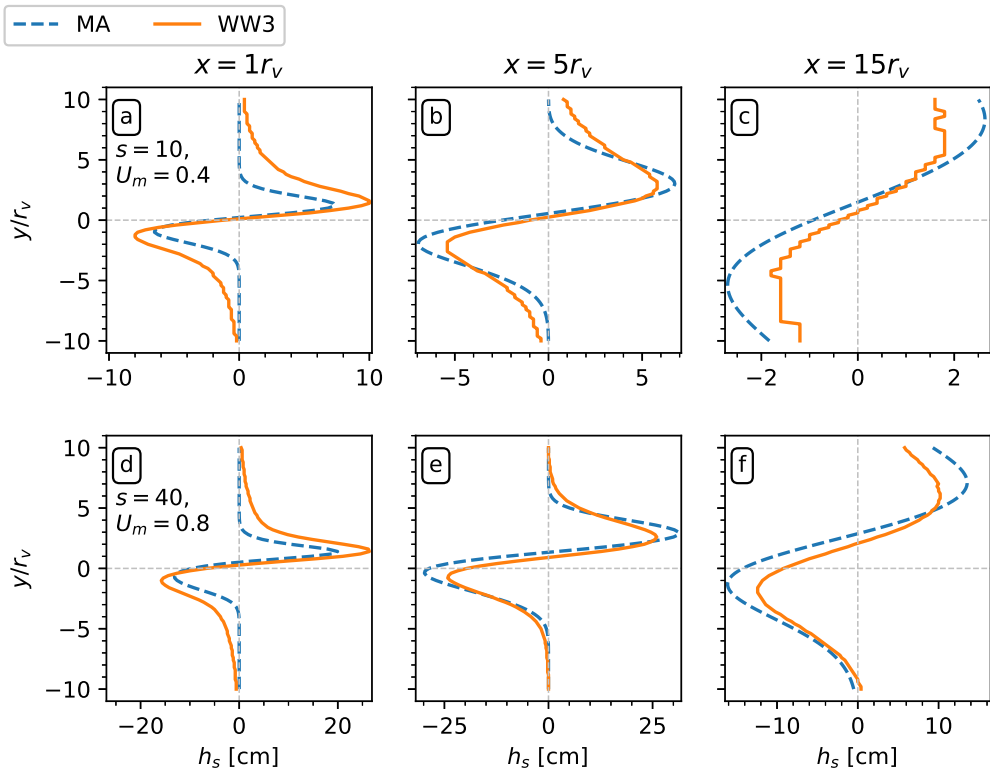 MA WW3
x = 1r_v x = 5r_v x = 15r_v
a b c
s = 10,
U_m = 0.4
y/r_v
10
5
0
−5
−10
−10 0 10
−5 0 5
−2 0 2
d e f
s = 40,
U_m = 0.8
y/r_v
10
5
0
−5
−10
−20 0 20
−25 0 25
−10 0 10
h_s [cm] h_s [cm] h_s [cm]